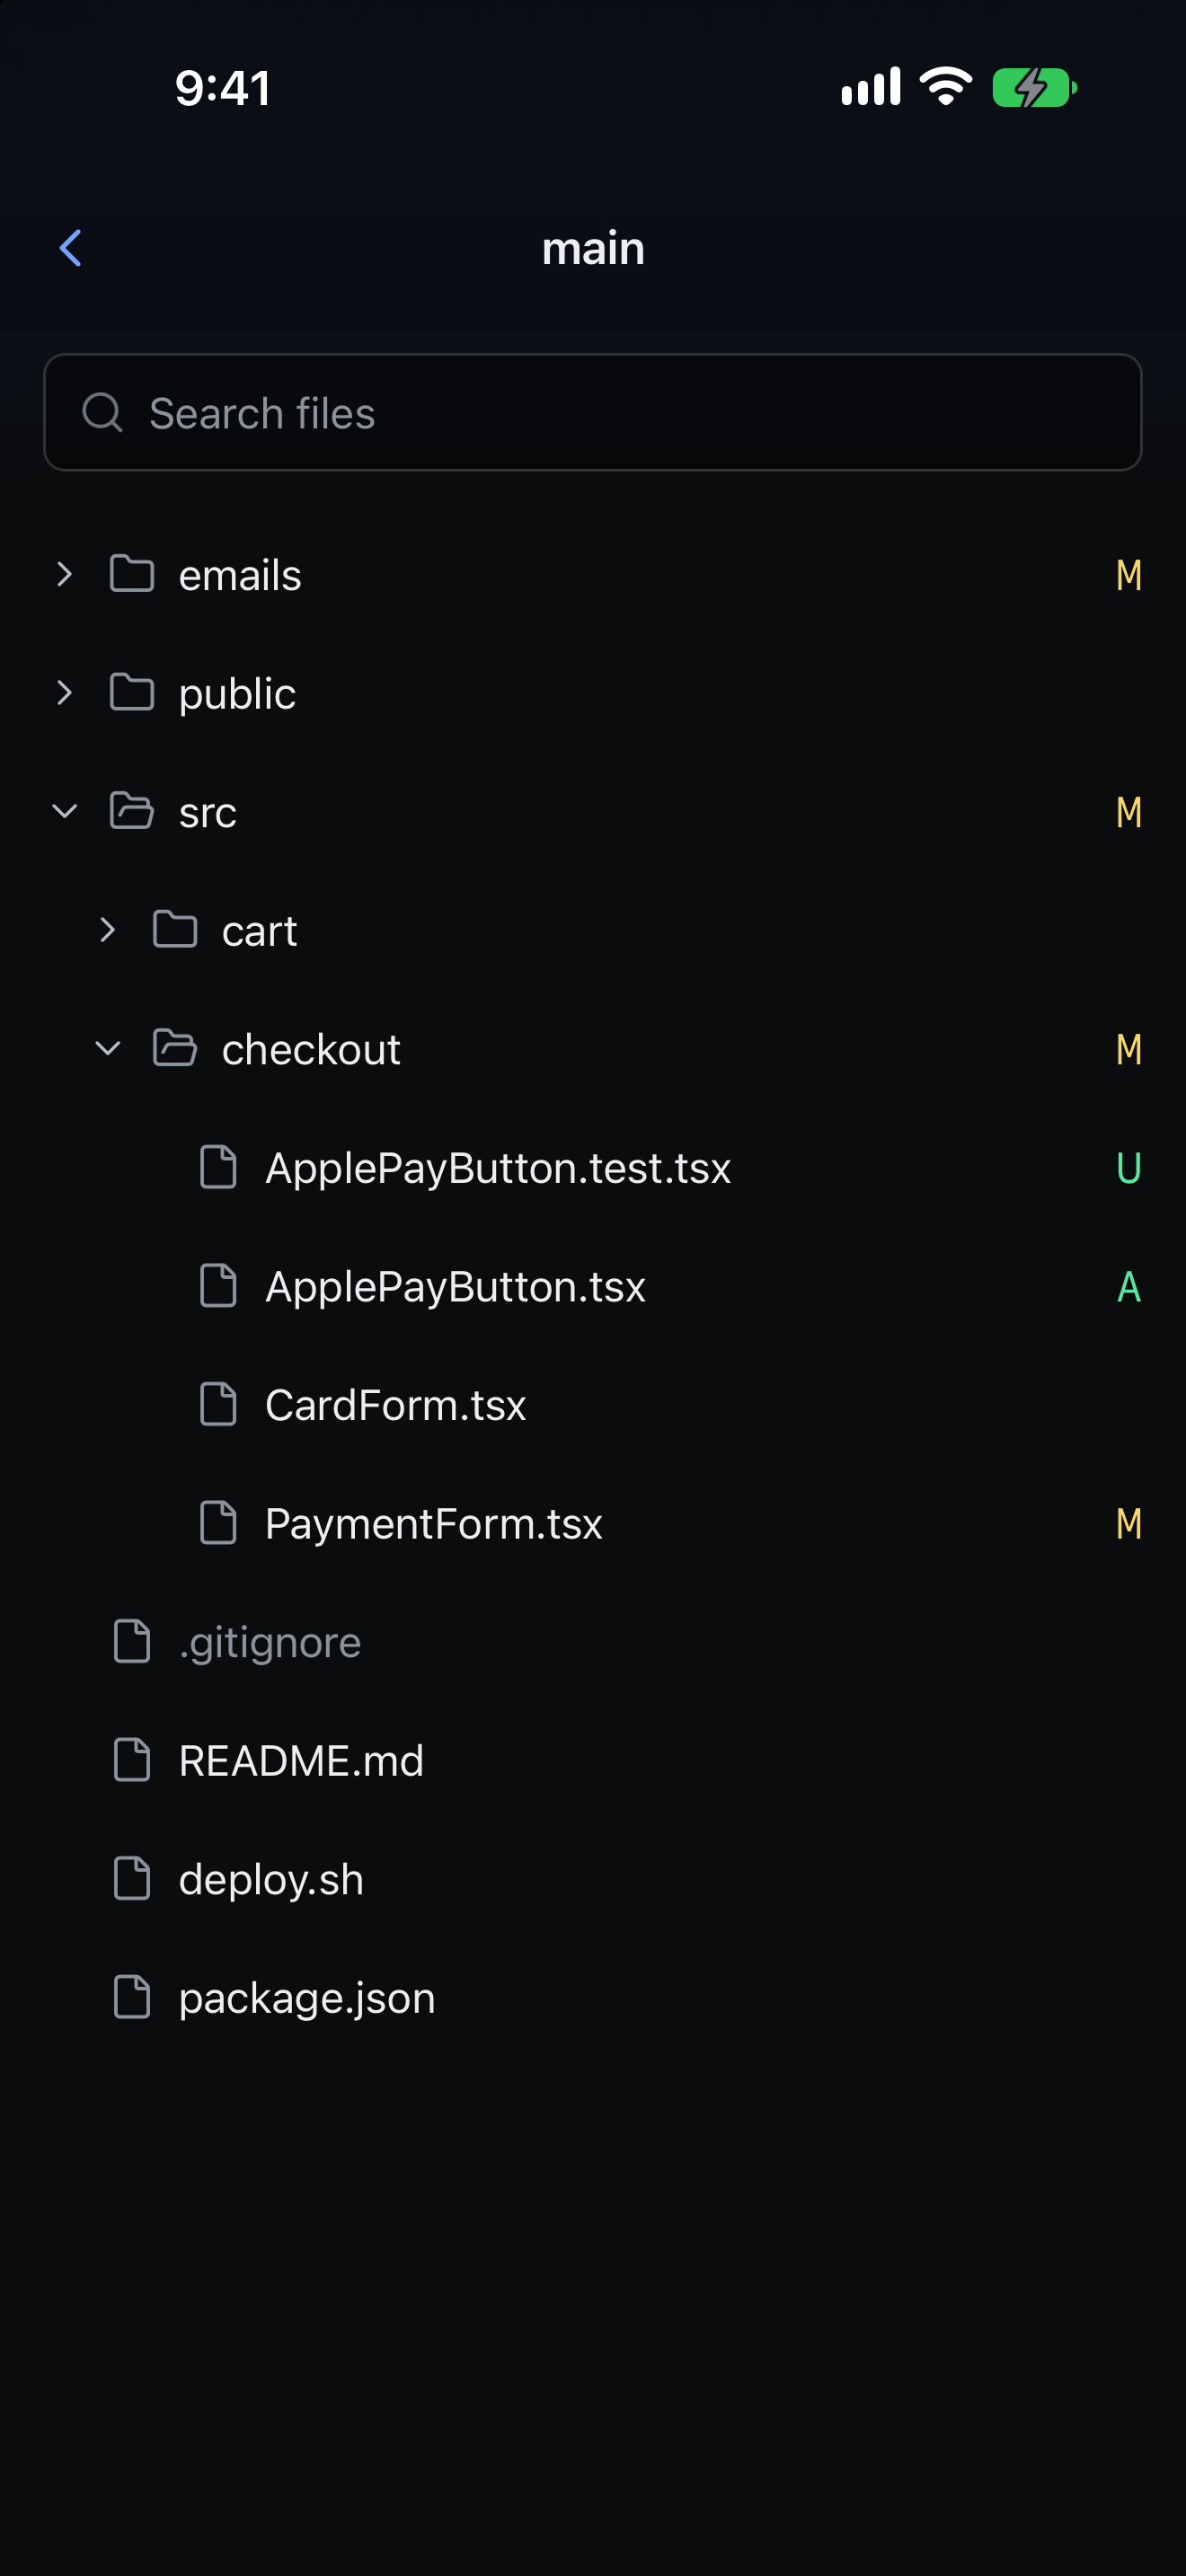 9:41
main
Search files
emails M
public
src M
cart
checkout M
ApplePayButton.test.tsx U
ApplePayButton.tsx A
CardForm.tsx
PaymentForm.tsx M
.gitignore
README.md
deploy.sh
package.json